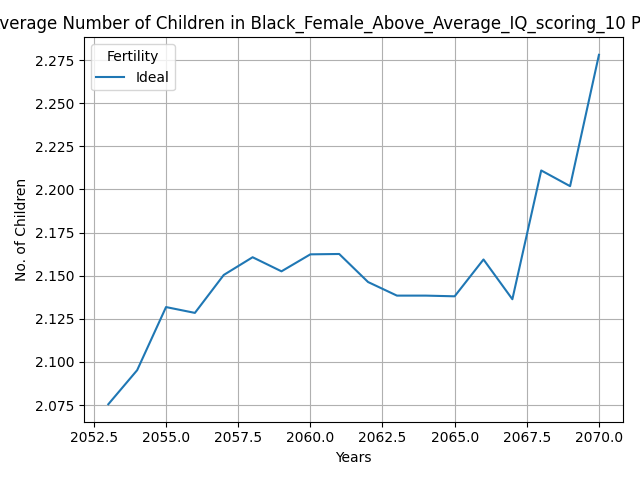 verage Number of Children in Black_Female_Above_Average_IQ_scoring_10 P
Fertility
Ideal
2.275
2.250
2.225
2.200
2.175
2.150
2.125
2.100
2.075
No. of Children
2052.5 2055.0 2057.5 2060.0 2062.5 2065.0 2067.5 2070.0
Years